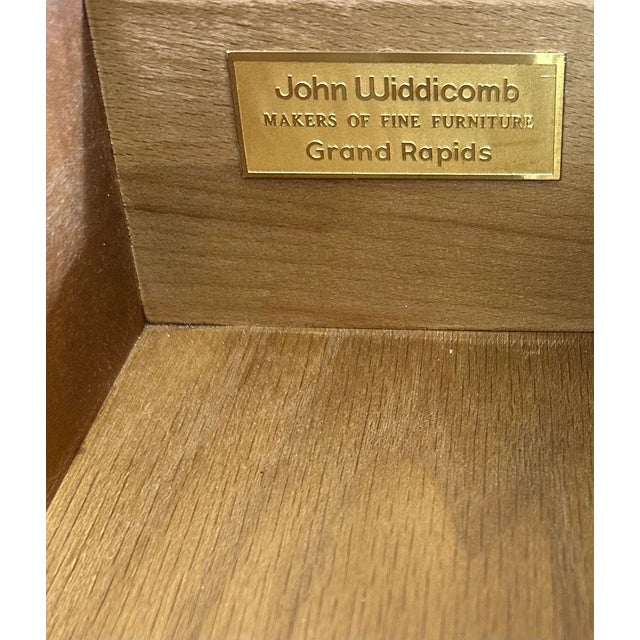 John Widdicomb
MAKERS OF FINE FURNITURE
Grand Rapids